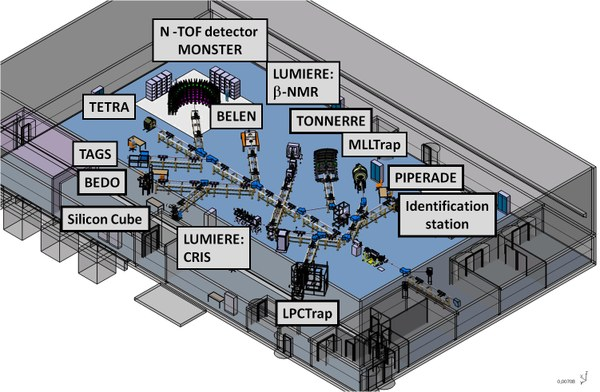 N -TOF detector
MONSTER
LUMIERE:
β-NMR
TETRA
BELEN
TONNERRE
MLLTrap
TAGS
BEDO
PIPERADE
Identification
station
Silicon Cube
LUMIERE:
CRIS
LPCTrap